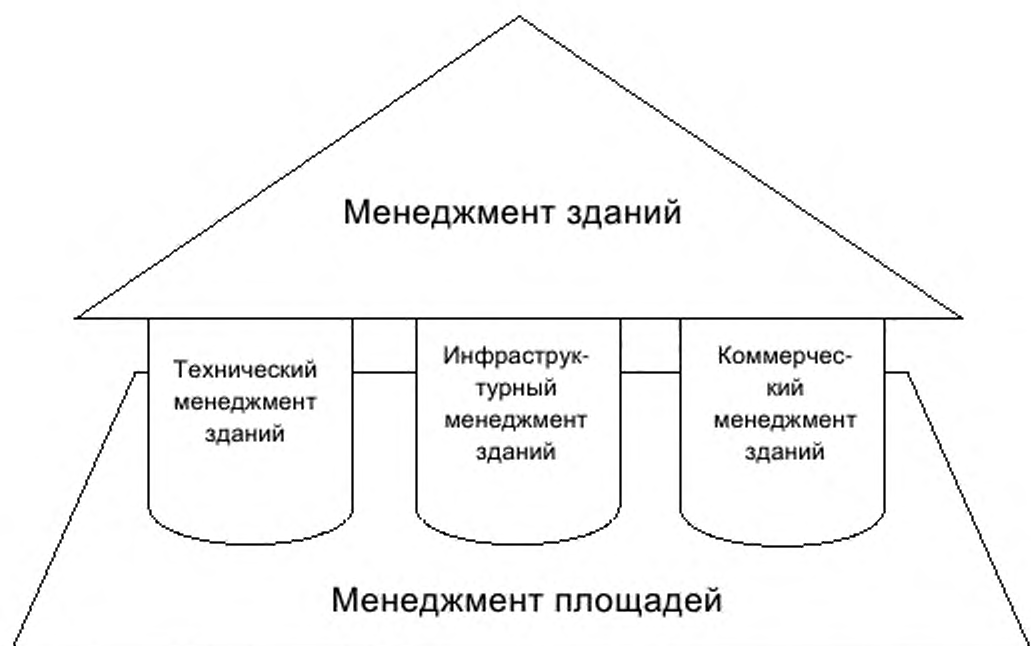 Менеджмент зданий
Технический
менеджмент
зданий
Инфраструк-
турный
менеджмент
зданий
Коммерчес-
кий
менеджмент
зданий
Менеджмент площадей